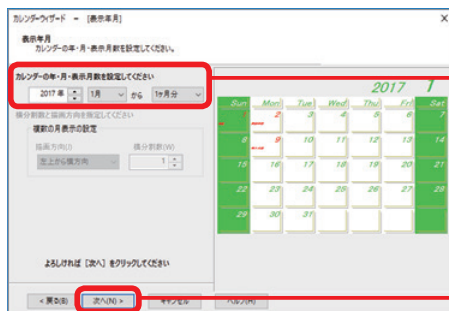 カレンダーウィザード - [表示年月]
表示年月
カレンダーの年・月・表示月数を設定してください。
カレンダーの年・月・表示月数を設定してください
2017 年 1月 から 1ヶ月分
横分割数と描画方向を指定してください
複数の月表示の設定
描画方向(J) 横分割数(W)
左上から横方向 1
よろしければ [次へ] をクリックしてください
< 戻る(B) 次へ(N) > キャンセル ヘルプ(H)
2017 1
Sun Mon Tue Wed Thu Fri Sat
1 2 3 4 5 6 7
8 9 10 11 12 13 14
15 16 17 18 19 20 21
22 23 24 25 26 27 28
29 30 31